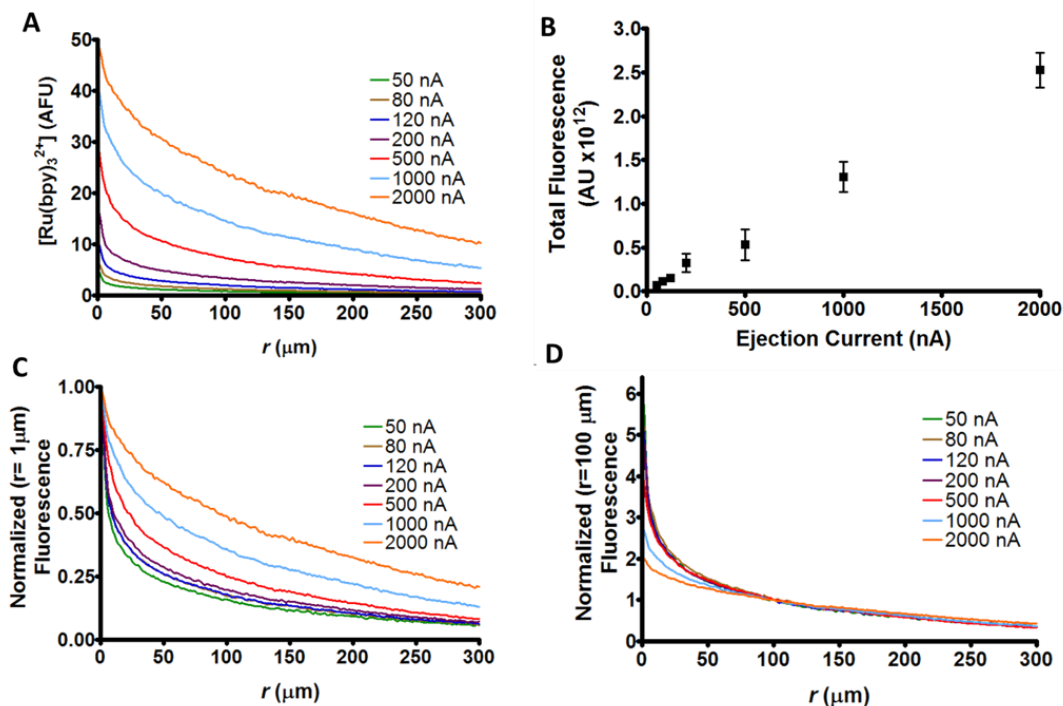 A
[Ru(bpy)₃²⁺] (AFU)
50
40
30
20
10
0
0 50 100 150 200 250 300
r (μm)
50 nA
80 nA
120 nA
200 nA
500 nA
1000 nA
2000 nA
B
Total Fluorescence
(AU x10¹²)
3.0
2.5
2.0
1.5
1.0
0.5
0.0
0 500 1000 1500 2000
Ejection Current (nA)
C
Normalized (r= 1μm)
Fluorescence
1.00
0.75
0.50
0.25
0.00
0 50 100 150 200 250 300
r (μm)
50 nA
80 nA
120 nA
200 nA
500 nA
1000 nA
2000 nA
D
Normalized (r=100 μm)
Fluorescence
6
5
4
3
2
1
0
0 50 100 150 200 250 300
r (μm)
50 nA
80 nA
120 nA
200 nA
500 nA
1000 nA
2000 nA